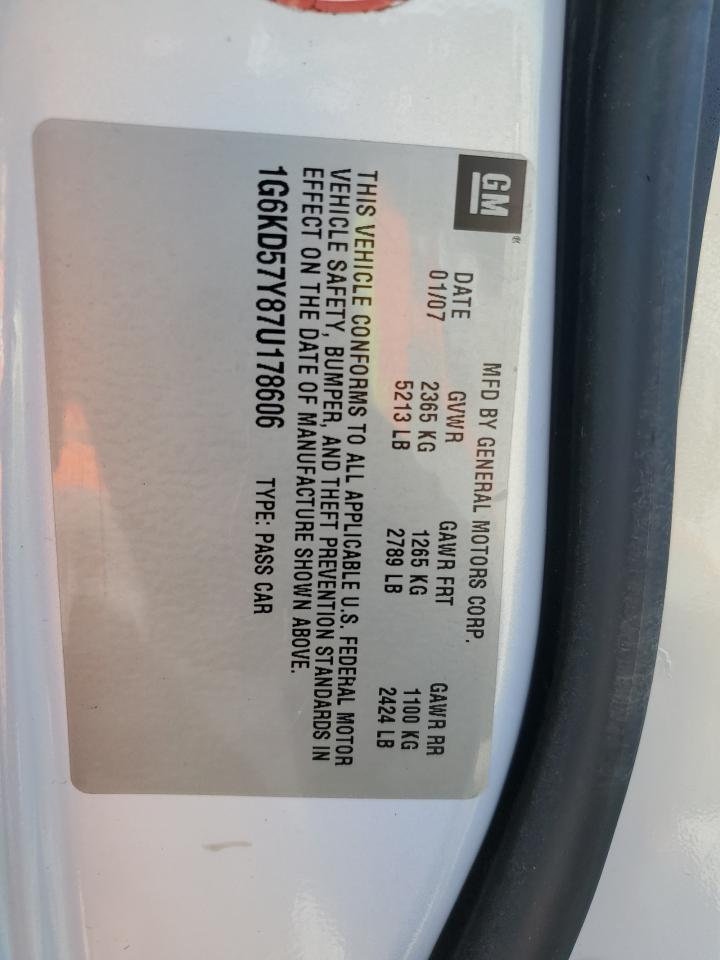 GM
MFD BY GENERAL MOTORS CORP.
DATE GVWR GAWR FRT GAWR RR
01/07 2365 KG 1265 KG 1100 KG
5213 LB 2789 LB 2424 LB
THIS VEHICLE CONFORMS TO ALL APPLICABLE U.S. FEDERAL MOTOR
VEHICLE SAFETY, BUMPER, AND THEFT PREVENTION STANDARDS IN
EFFECT ON THE DATE OF MANUFACTURE SHOWN ABOVE.
1G6KD57Y87U178606 TYPE: PASS CAR